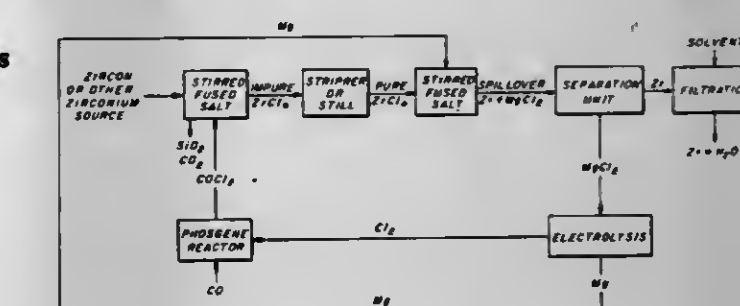 s
Mg
ZIRCON
OR OTHER
ZIRCONIUM
SOURCE
STIRRED
FUSED
SALT
IMPURE
ZrCl₄
STRIPPER
OR
STILL
PURE
ZrCl₄
STIRRED
FUSED
SALT
SPILLOVER
Zr + MgCl₂
SEPARATION
UNIT
Zr
SOLVENT
FILTRATIO
SiO₂
CO₂
COCl₂
MgCl₂
Zr + H₂O
PHOSGENE
REACTOR
Cl₂
ELECTROLYSIS
CO
Mg
Mg